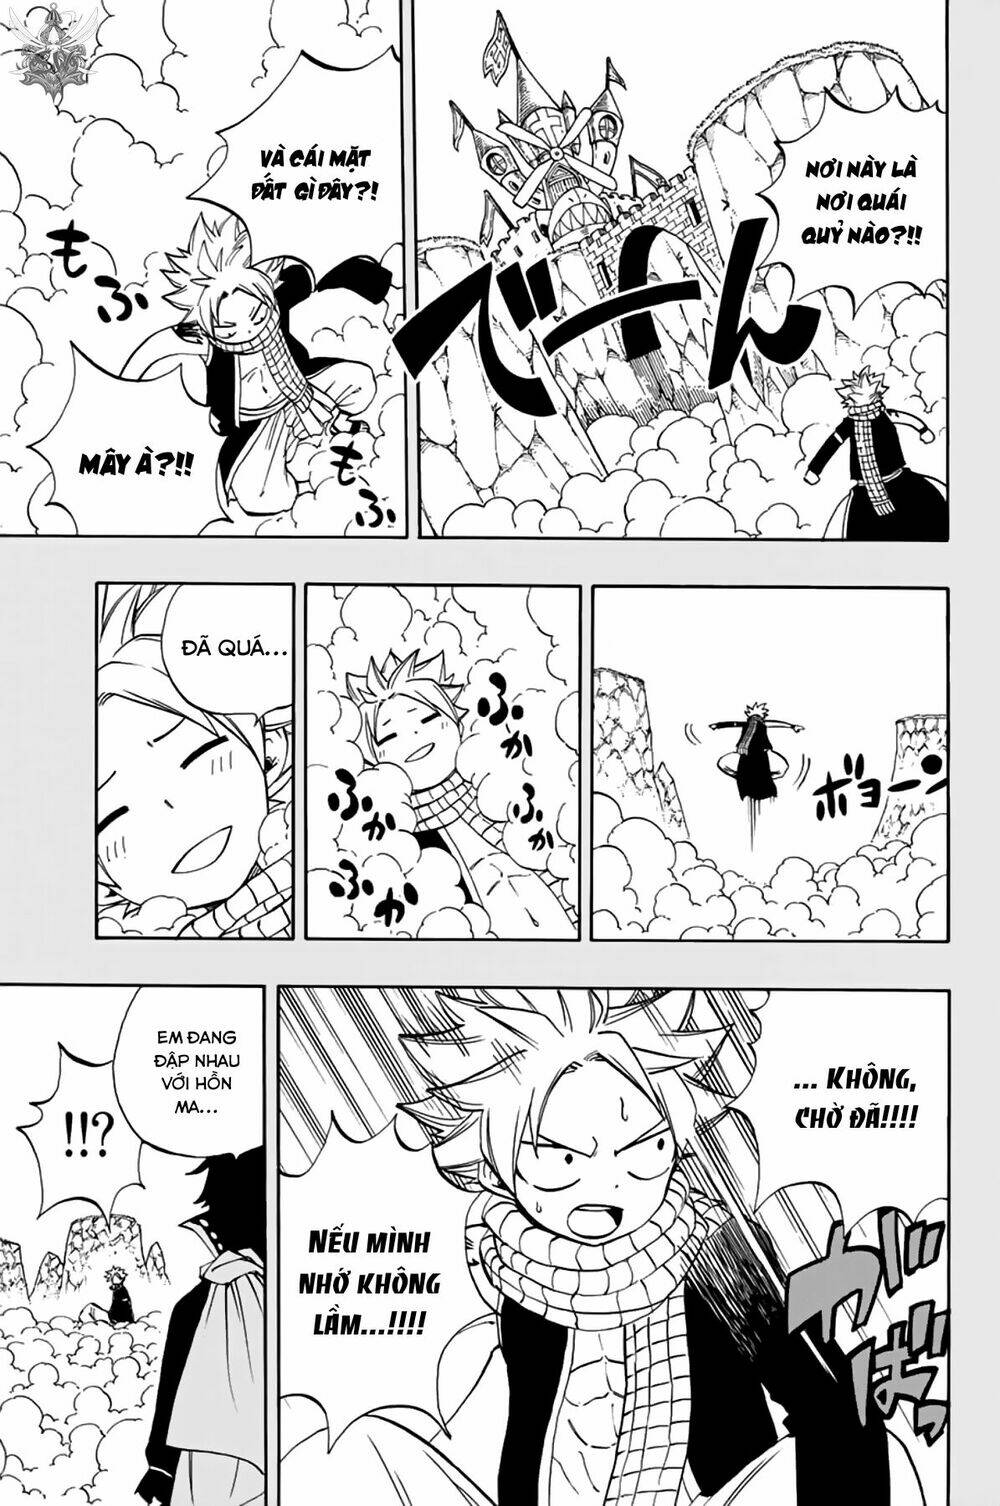 NƠI NÀY LÀ
NƠI QUÁI
QUỶ NÀO?!!
でーーん
VÀ CÁI MẶT
ĐẤT GÌ ĐÂY?!
もふ
MÂY À?!!
もふ
ボヨーン
ふかふか
ふかふか
ĐÃ QUÁ...
... KHÔNG,
CHỜ ĐÃ!!!!
がばっ
NẾU MÌNH
NHỚ KHÔNG
LẦM...!!!!
EM ĐANG
ĐẬP NHAU
VỚI HỒN
MA...
!!?